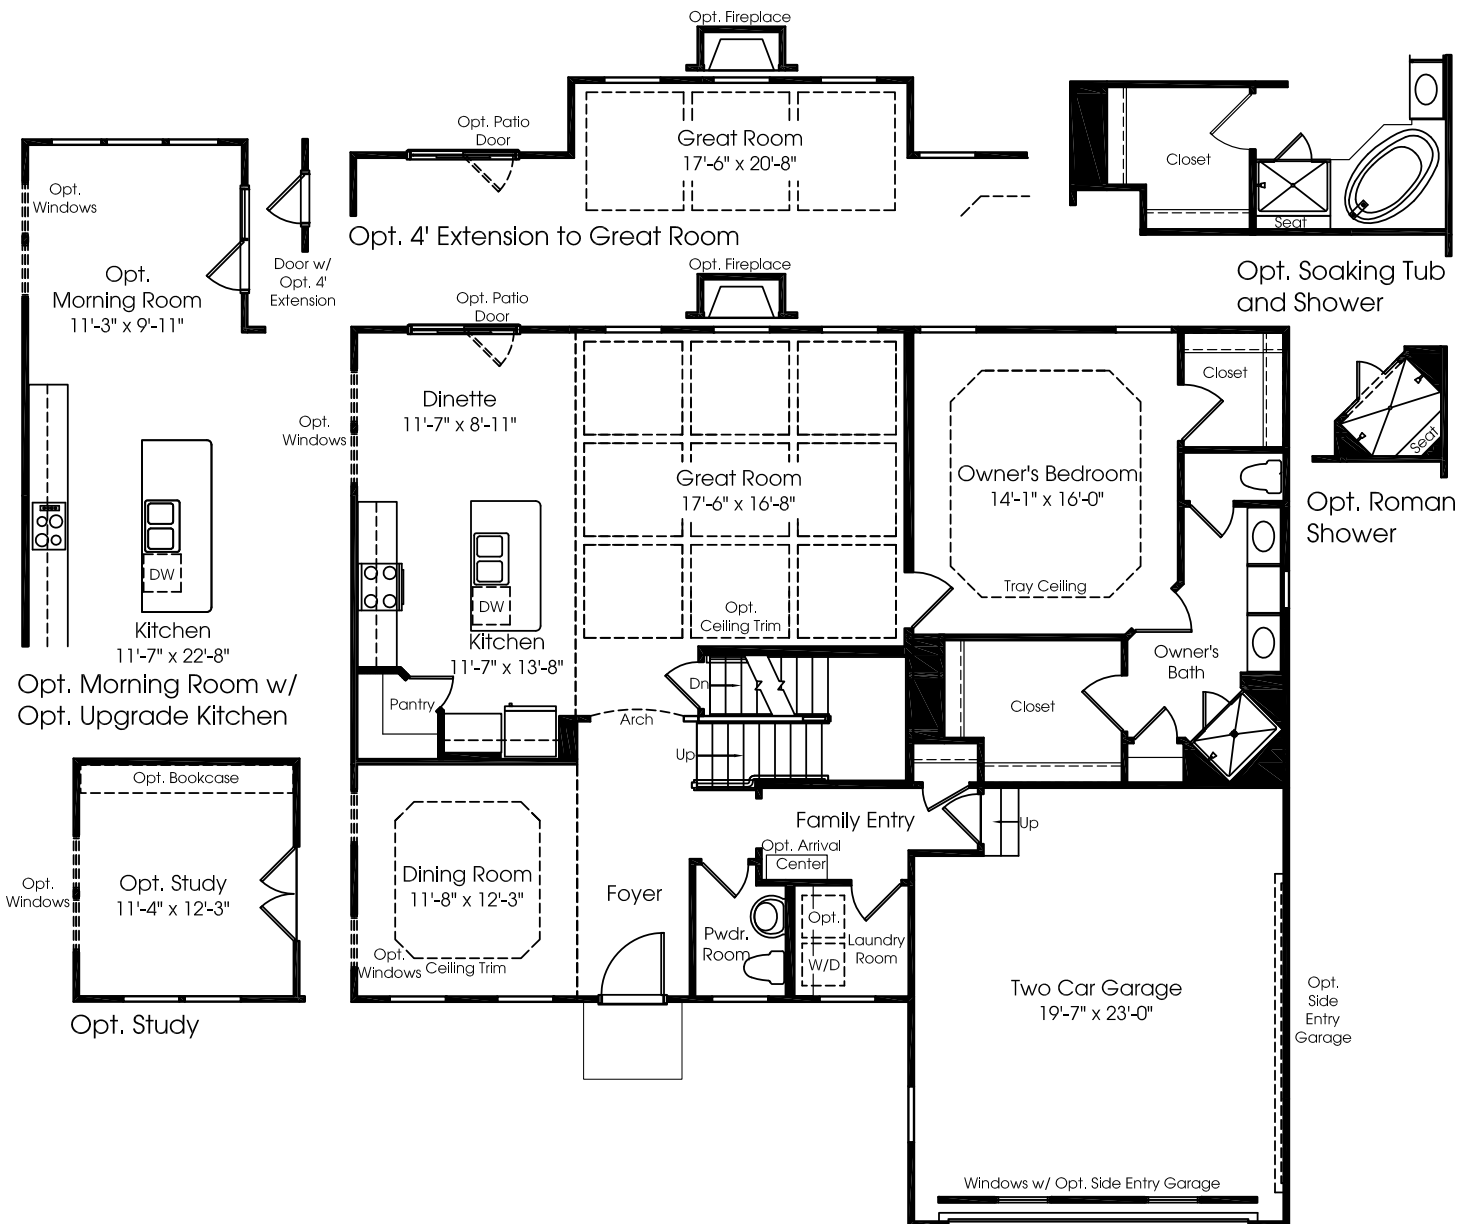 Opt. Fireplace
Opt. Patio
Door
Great Room
17'-6" x 20'-8"
Opt. 4' Extension to Great Room
Closet
Seat
Opt. Soaking Tub
and Shower
Opt.
Windows
Opt.
Morning Room
11'-3" x 9'-11"
Door w/
Opt. 4'
Extension
DW
Kitchen
11'-7" x 22'-8"
Opt. Morning Room w/
Opt. Upgrade Kitchen
Opt. Fireplace
Opt. Patio
Door
Dinette
11'-7" x 8'-11"
Opt.
Windows
Great Room
17'-6" x 16'-8"
Opt.
Ceiling Trim
Owner's Bedroom
14'-1" x 16'-0"
Tray Ceiling
Closet
Seat
Opt. Roman
Shower
DW
Kitchen
11'-7" x 13'-8"
Pantry
Arch
Dn
Up
Closet
Owner's
Bath
Opt. Bookcase
Opt.
Windows
Opt. Study
11'-4" x 12'-3"
Opt. Study
Dining Room
11'-8" x 12'-3"
Opt.
Windows
Ceiling Trim
Foyer
Family Entry
Opt. Arrival
Center
Up
Pwdr.
Room
Opt.
W/D
Laundry
Room
Two Car Garage
19'-7" x 23'-0"
Opt.
Side
Entry
Garage
Windows w/ Opt. Side Entry Garage